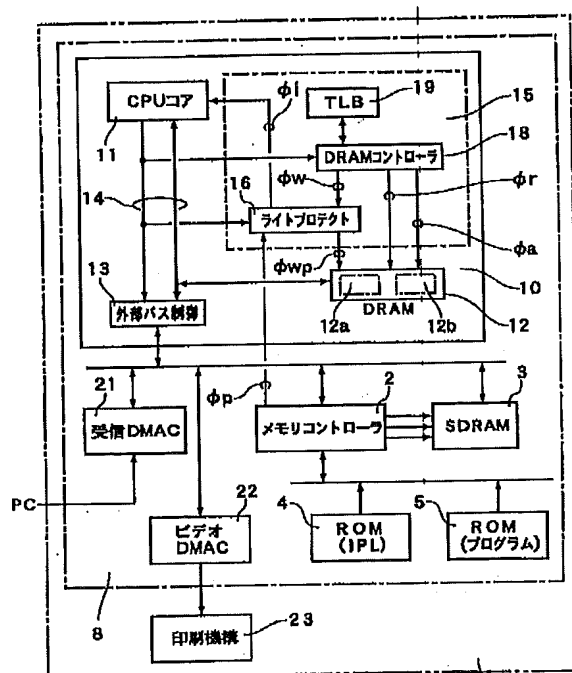 φi
19
CPUコア
TLB
15
18
11
DRAMコントローラ
16
φw
φr
14
ライトプロテクト
φa
φwp
10
13
12a
12b
12
外部バス制御
DRAM
21
φp
2
3
受信DMAC
メモリコントローラ
SDRAM
PC
22
4
5
ビデオ
DMAC
ROM
(IPL)
ROM
(プログラム)
8
23
印刷機構